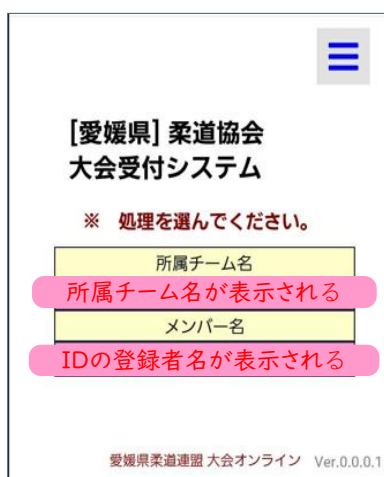 [愛媛県] 柔道協会
大会受付システム
※ 処理を選んでください。
所属チーム名
所属チーム名が表示される
メンバー名
IDの登録者名が表示される
愛媛県柔道連盟 大会オンライン Ver.0.0.0.1